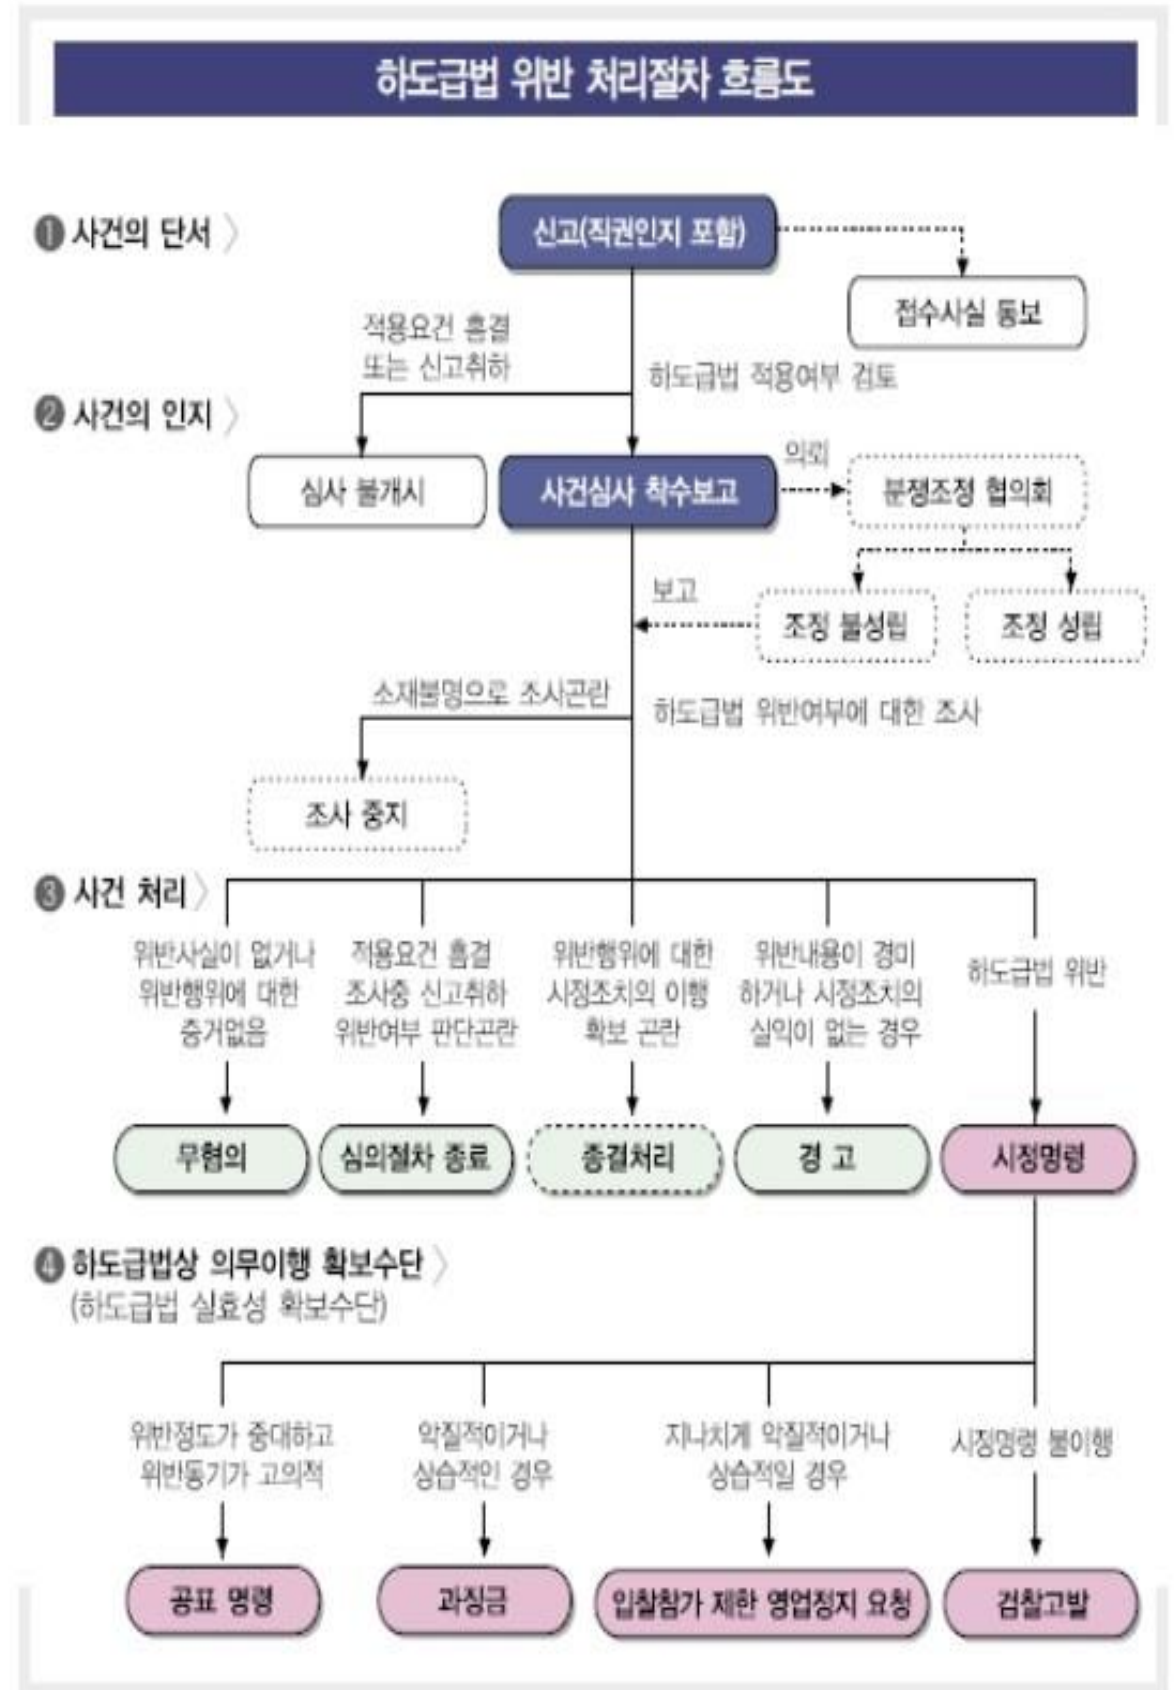 하도급법 위반 처리절차 흐름도
❶ 사건의 단서 〉
신고(직권인지 포함)
접수사실 통보
적용요건 흠결
또는 신고취하
하도급법 적용여부 검토
❷ 사건의 인지 〉
심사 불개시
사건심사 착수보고
의뢰
분쟁조정 협의회
보고
조정 불성립
조정 성립
소재불명으로 조사곤란
하도급법 위반여부에 대한 조사
조사 중지
❸ 사건 처리 〉
위반사실이 없거나
위반행위에 대한
증거없음
적용요건 흠결
조사중 신고취하
위반여부 판단곤란
위반행위에 대한
시정조치의 이행
확보 곤란
위반내용이 경미
하거나 시정조치의
실익이 없는 경우
하도급법 위반
무혐의
심의절차 종료
종결처리
경 고
시정명령
❹ 하도급법상 의무이행 확보수단 〉
(하도급법 실효성 확보수단)
위반정도가 중대하고
위반동기가 고의적
악질적이거나
상습적인 경우
지나치게 악질적이거나
상습적일 경우
시정명령 불이행
공표 명령
과징금
입찰참가 제한 영업정지 요청
검찰고발